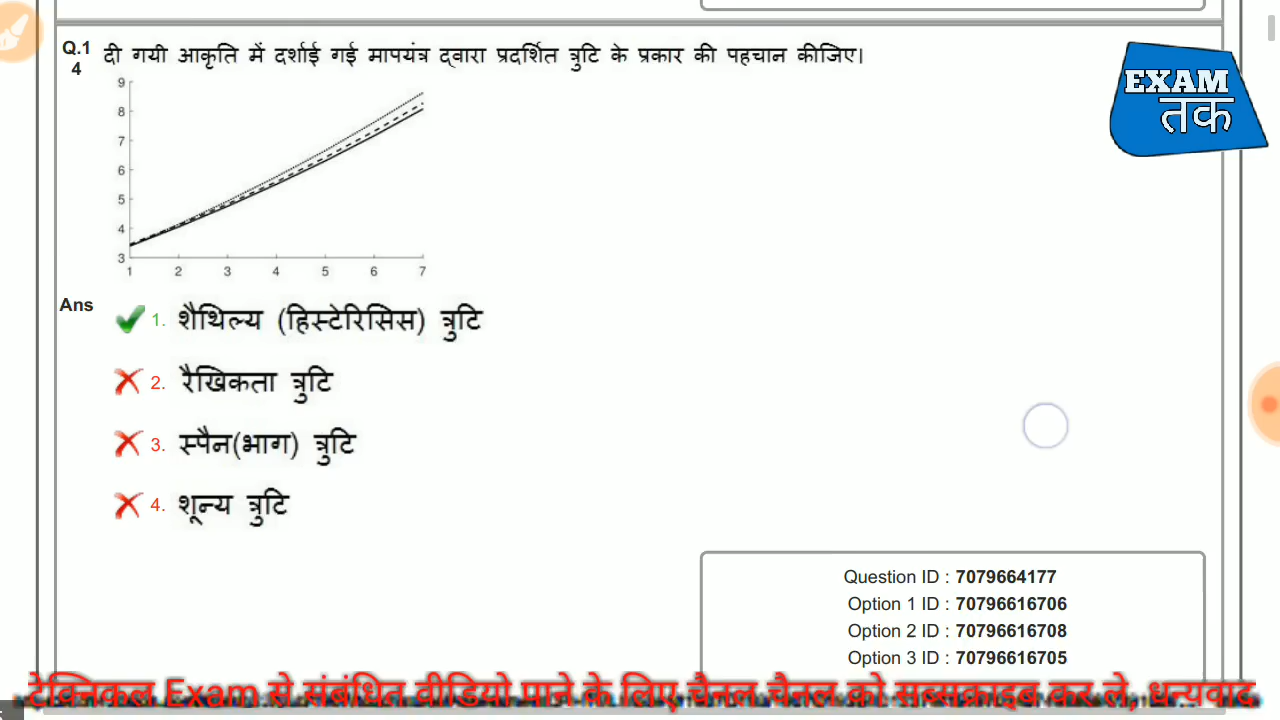 Q.1 दी गयी आकृति में दर्शाई गई मापयंत्र द्वारा प्रदर्शित त्रुटि के प्रकार की पहचान कीजिए।
4
EXAM
तक
9
8
7
6
5
4
3
1 2 3 4 5 6 7
Ans
1. शैथिल्य (हिस्टेरिसिस) त्रुटि
2. रैखिकता त्रुटि
3. स्पैन(भाग) त्रुटि
4. शून्य त्रुटि
Question ID : 7079664177
Option 1 ID : 70796616706
Option 2 ID : 70796616708
Option 3 ID : 70796616705
टेक्निकल Exam से संबंधित वीडियो पाने के लिए चैनल चैनल को सब्सक्राइब कर ले, धन्यवाद